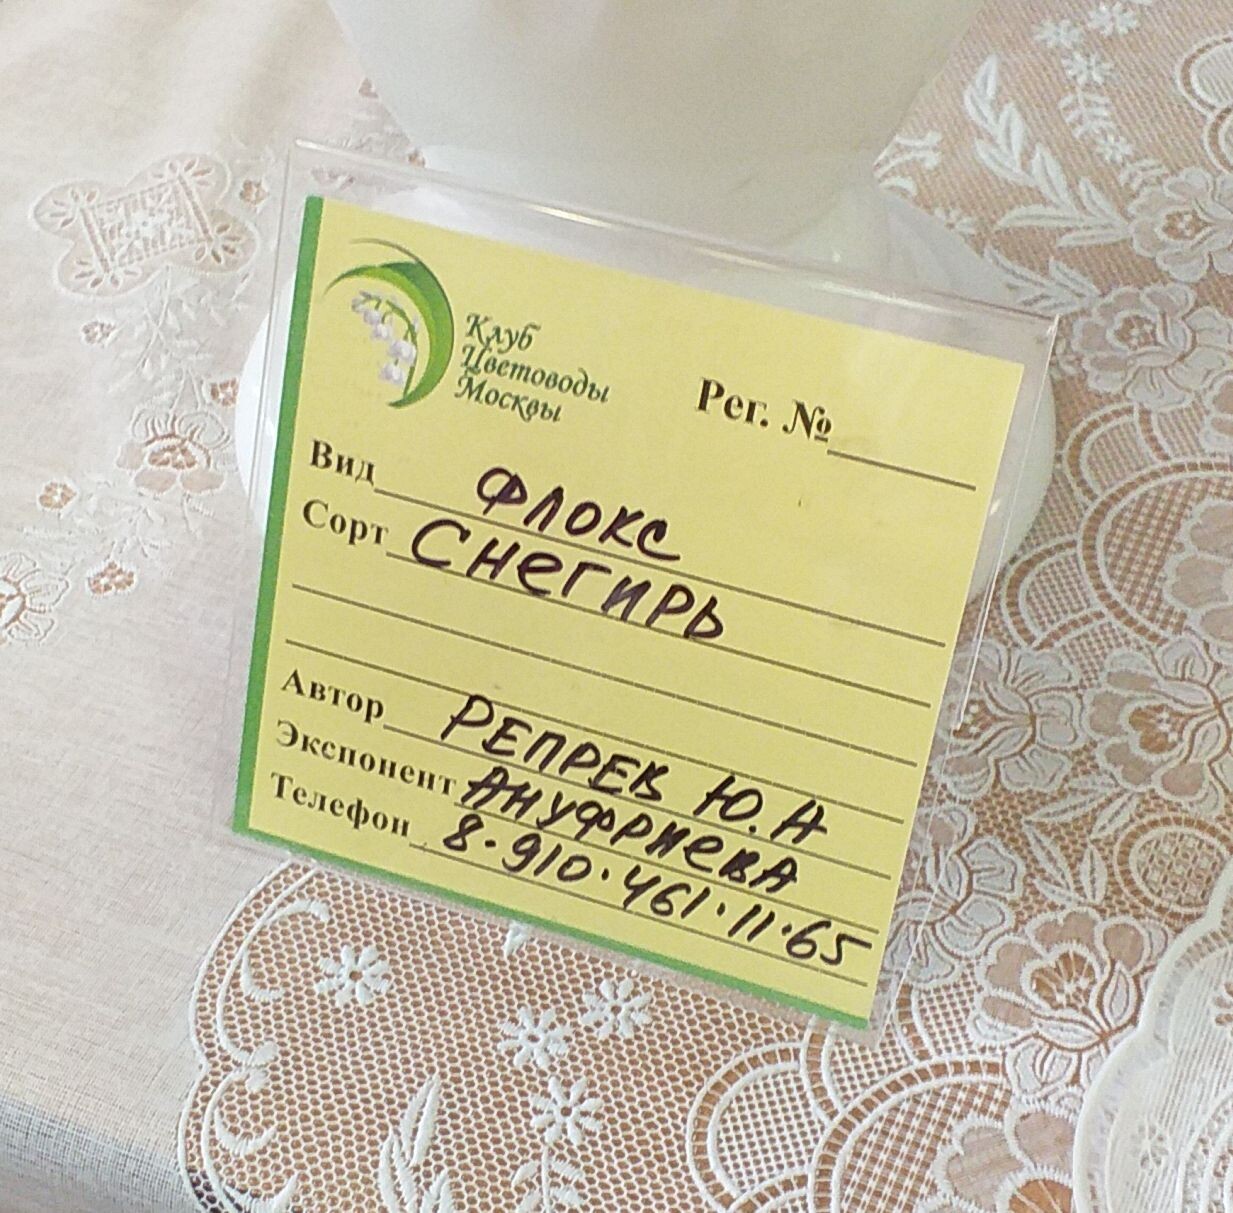 Клуб
Цветоводы
Москвы
Рег. №
Вид ФЛОКС
Сорт СНЕГИРЬ
Автор РЕПРЕВ Ю.Н
Экспонент АНУФРИЕВА
Телефон 8·910·461·11·65